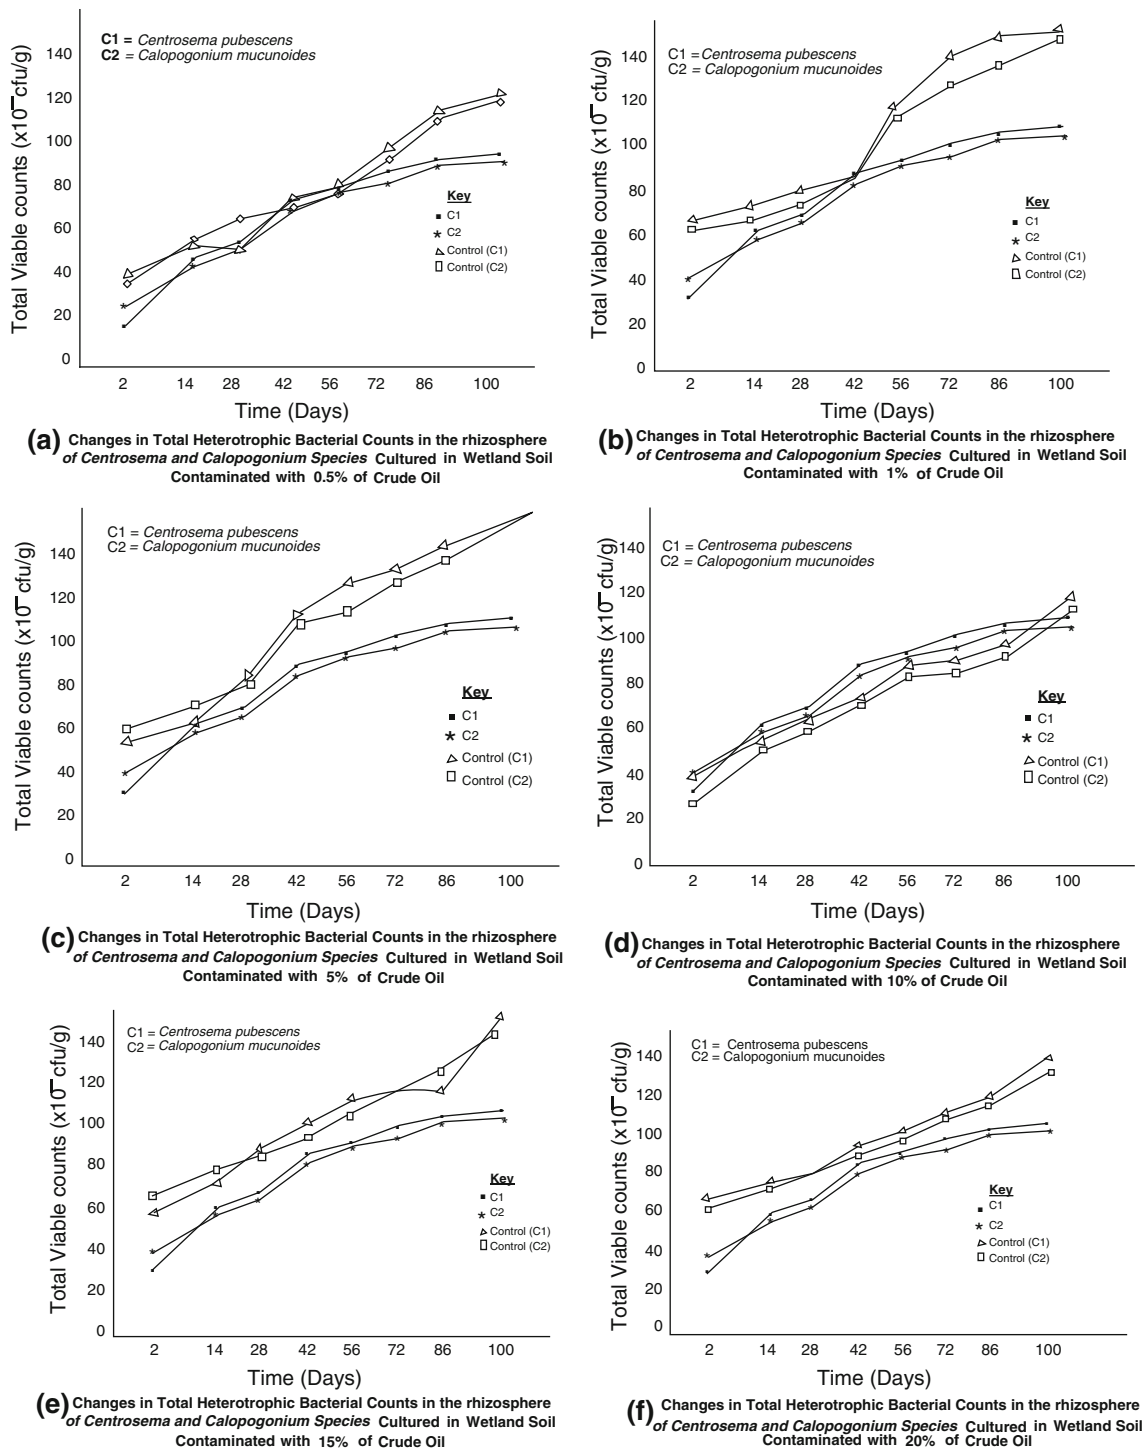 C1 = Centrosema pubescens
C2 = Calopogonium mucunoides
Total Viable counts (x10 cfu/g)
140
120
100
80
60
40
20
0
Key
C1
C2
Control (C1)
Control (C2)
2 14 28 42 56 72 86 100
Time (Days)
(a) Changes in Total Heterotrophic Bacterial Counts in the rhizosphere
of Centrosema and Calopogonium Species Cultured in Wetland Soil
Contaminated with 0.5% of Crude Oil
C1 = Centrosema pubescens
C2 = Calopogonium mucunoides
Total Viable counts (x10 cfu/g)
140
120
100
80
60
40
20
0
Key
C1
C2
Control (C1)
Control (C2)
2 14 28 42 56 72 86 100
Time (Days)
(b) Changes in Total Heterotrophic Bacterial Counts in the rhizosphere
of Centrosema and Calopogonium Species Cultured in Wetland Soil
Contaminated with 1% of Crude Oil
C1 = Centrosema pubescens
C2 = Calopogonium mucunoides
Total Viable counts (x10 cfu/g)
140
120
100
80
60
40
20
0
Key
C1
C2
Control (C1)
Control (C2)
2 14 28 42 56 72 86 100
Time (Days)
(c) Changes in Total Heterotrophic Bacterial Counts in the rhizosphere
of Centrosema and Calopogonium Species Cultured in Wetland Soil
Contaminated with 5% of Crude Oil
C1 = Centrosema pubescens
C2 = Calopogonium mucunoides
Total Viable counts (x10 cfu/g)
140
120
100
80
60
40
20
0
Key
C1
C2
Control (C1)
Control (C2)
2 14 28 42 56 72 86 100
Time (Days)
(d) Changes in Total Heterotrophic Bacterial Counts in the rhizosphere
of Centrosema and Calopogonium Species Cultured in Wetland Soil
Contaminated with 10% of Crude Oil
C1 = Centrosema pubescens
C2 = Calopogonium mucunoides
Total Viable counts (x10 cfu/g)
140
120
100
80
60
40
20
0
Key
C1
C2
Control (C1)
Control (C2)
2 14 28 42 56 72 86 100
Time (Days)
(e) Changes in Total Heterotrophic Bacterial Counts in the rhizosphere
of Centrosema and Calopogonium Species Cultured in Wetland Soil
Contaminated with 15% of Crude Oil
C1 = Centrosema pubescens
C2 = Calopogonium mucunoides
Total Viable counts (x10 cfu/g)
140
120
100
80
60
40
20
0
Key
C1
C2
Control (C1)
Control (C2)
2 14 28 42 56 72 86 100
Time (Days)
(f) Changes in Total Heterotrophic Bacterial Counts in the rhizosphere
of Centrosema and Calopogonium Species Cultured in Wetland Soil
Contaminated with 20% of Crude Oil